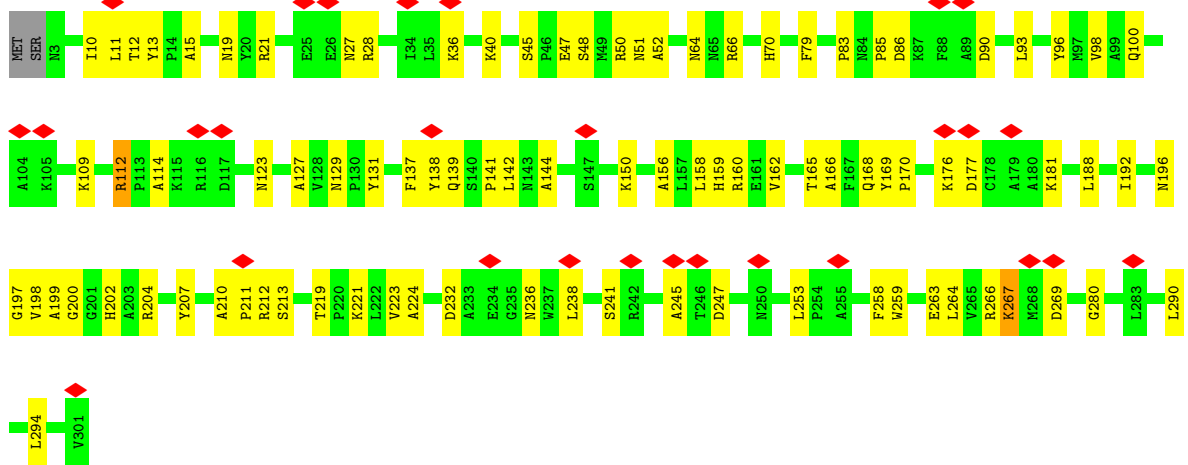 MET SER N3 I10 L11 T12 Y13 P14 A15 N19 Y20 R21 E25 E26 N27 R28 I34 L35 K36 K40 S45 P46 E47 S48 M49 R50 N51 A52 N64 N65 R66 H70 F79 P83 N84 P85 D86 K87 F88 A89 D90 L93 Y96 M97 V98 A99 Q100
A104 K105 K109 R112 P113 A114 K115 R116 D117 N123 A127 V128 N129 P130 Y131 F137 Y138 Q139 S140 P141 L142 N143 A144 S147 K150 A156 L157 L158 H159 R160 E161 V162 T165 A166 F167 Q168 Y169 P170 K176 D177 C178 A179 A180 K181 L188 I192 N196
G197 V198 A199 G200 G201 H202 A203 R204 Y207 A210 P211 R212 S213 T219 P220 K221 L222 V223 A224 D232 A233 E234 G235 N236 W237 L238 S241 R242 A245 T246 D247 N250 L253 P254 A255 F258 W259 E263 L264 V265 R266 K267 M268 D269 G280 L283 L290
L294 V301